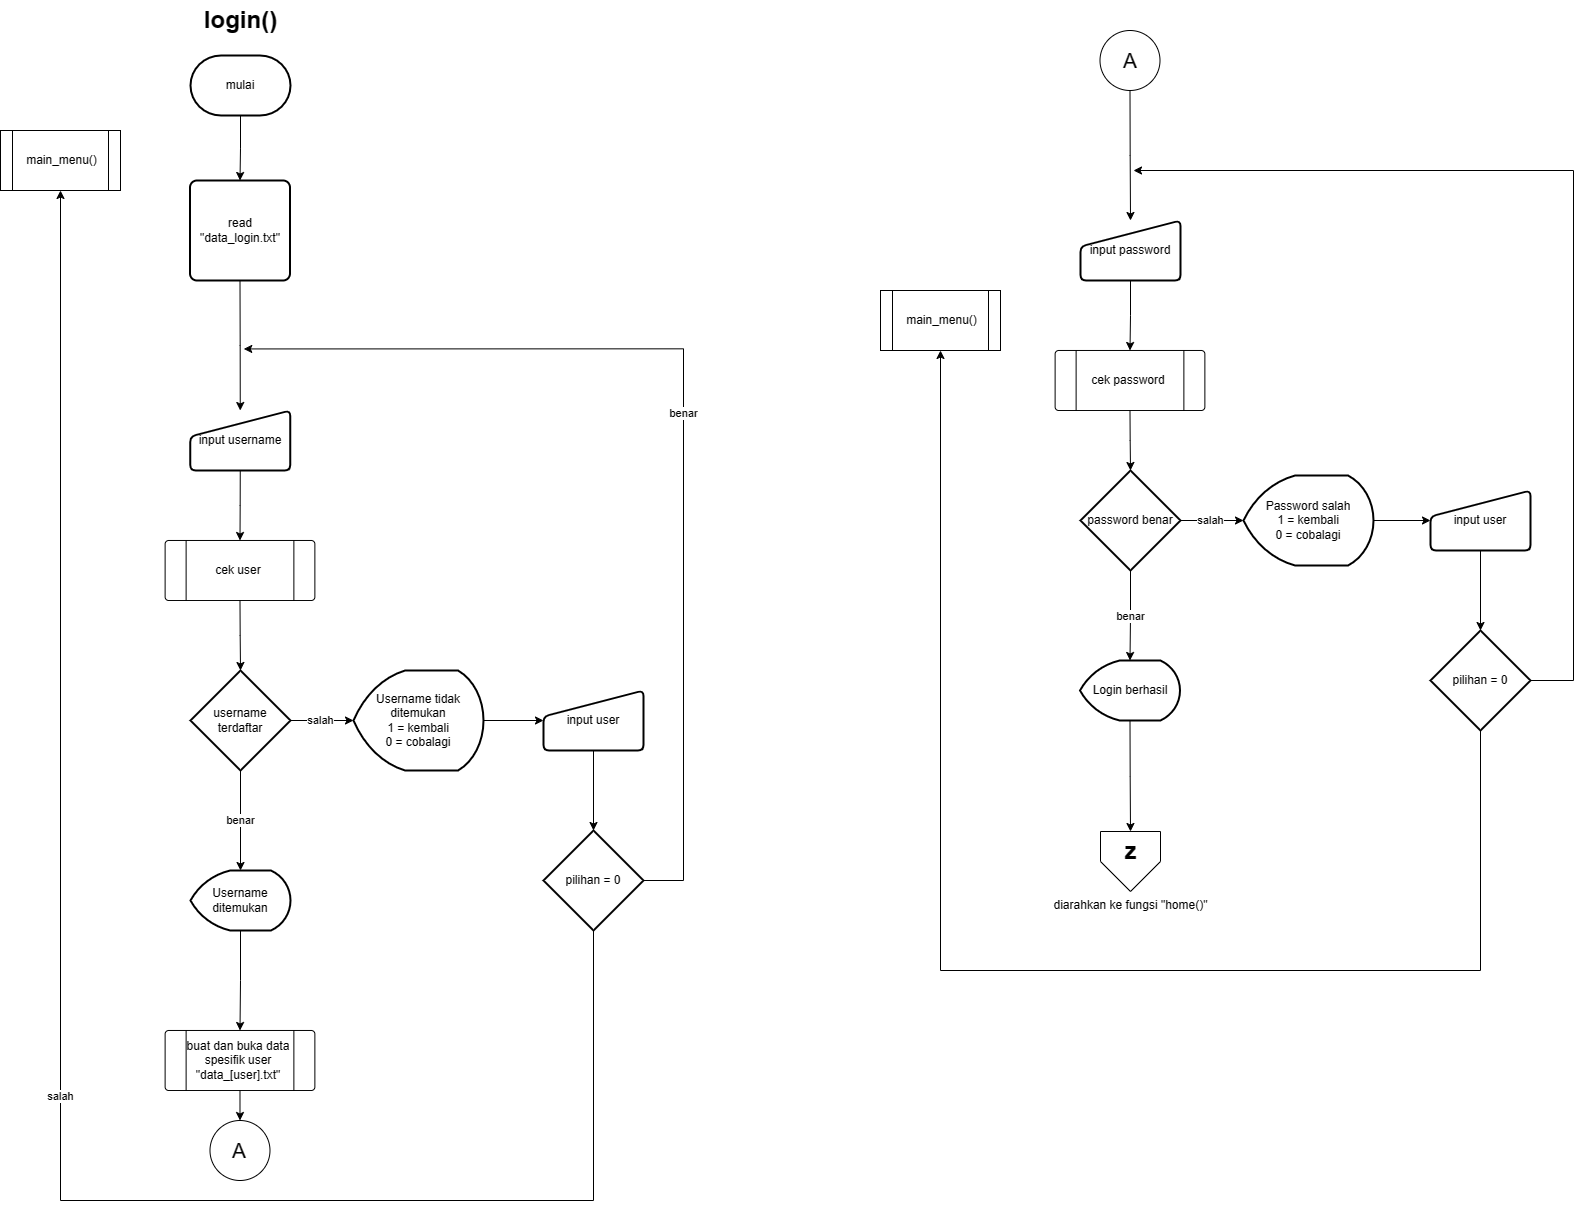 login()
mulai
main_menu()
read
"data_login.txt"
benar
input username
cek user
username
terdaftar
salah
Username tidak
ditemukan
1 = kembali
0 = cobalagi
input user
benar
pilihan = 0
Username
ditemukan
buat dan buka data
spesifik user
"data_[user].txt"
salah
A
A
input password
main_menu()
cek password
password benar
salah
Password salah
1 = kembali
0 = cobalagi
input user
benar
pilihan = 0
Login berhasil
z
diarahkan ke fungsi "home()"